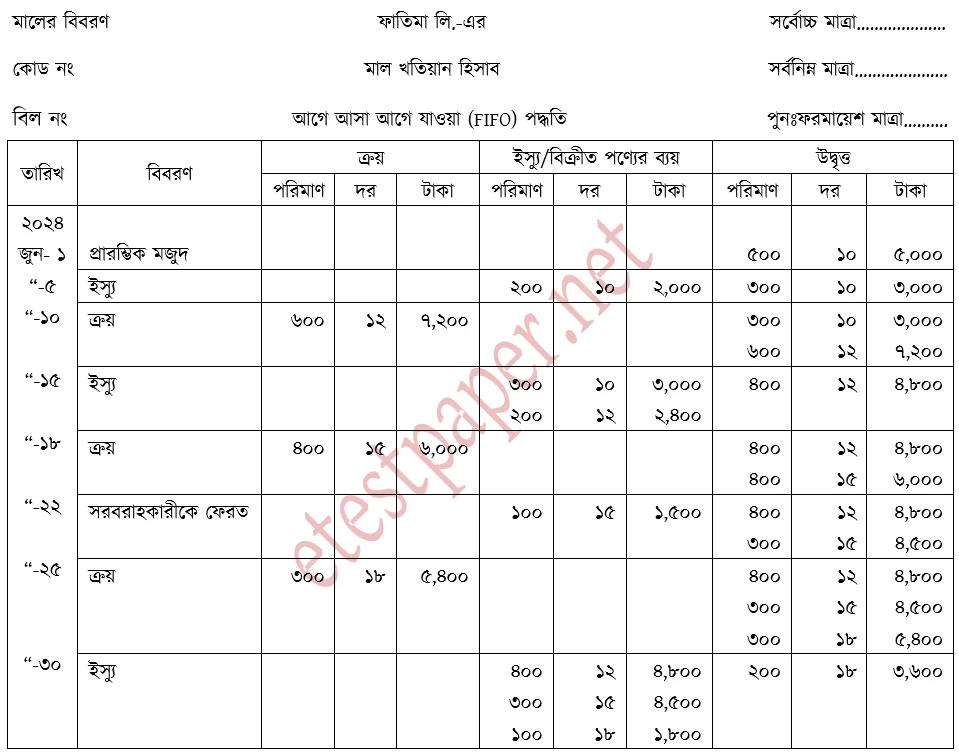 মালের বিবরণ ফাতিমা লি.-এর সর্বোচ্চ মাত্রা....................
কোড নং মাল খতিয়ান হিসাব সর্বনিম্ন মাত্রা.....................
বিল নং আগে আসা আগে যাওয়া (FIFO) পদ্ধতি পুনঃফরমায়েশ মাত্রা..........
তারিখ বিবরণ ক্রয় ইস্যু/বিক্রীত পণ্যের ব্যয় উদ্বৃত্ত
পরিমাণ দর টাকা পরিমাণ দর টাকা পরিমাণ দর টাকা
২০২৪
জুন- ১ প্রারম্ভিক মজুদ ৫০০ ১০ ৫,০০০
“-৫ ইস্যু ২০০ ১০ ২,০০০ ৩০০ ১০ ৩,০০০
“-১০ ক্রয় ৬০০ ১২ ৭,২০০ ৩০০ ১০ ৩,০০০
৬০০ ১২ ৭,২০০
“-১৫ ইস্যু ৩০০ ১০ ৩,০০০ ৪০০ ১২ ৪,৮০০
২০০ ১২ ২,৪০০
“-১৮ ক্রয় ৪০০ ১৫ ৬,০০০ ৪০০ ১২ ৪,৮০০
৪০০ ১৫ ৬,০০০
“-২২ সরবরাহকারীকে ফেরত ১০০ ১৫ ১,৫০০ ৪০০ ১২ ৪,৮০০
৩০০ ১৫ ৪,৫০০
“-২৫ ক্রয় ৩০০ ১৮ ৫,৪০০ ৪০০ ১২ ৪,৮০০
৩০০ ১৫ ৪,৫০০
৩০০ ১৮ ৫,৪০০
“-৩০ ইস্যু ৪০০ ১২ ৪,৮০০ ২০০ ১৮ ৩,৬০০
৩০০ ১৫ ৪,৫০০
১০০ ১৮ ১,৮০০
etestpaper.net